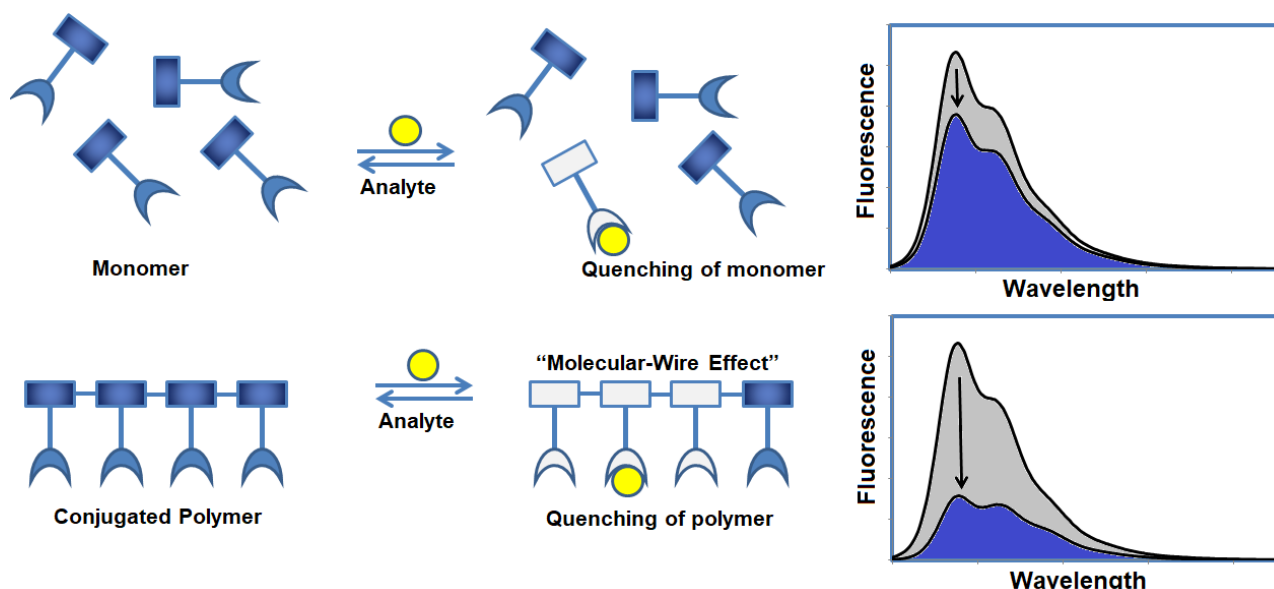 Analyte
Monomer
Quenching of monomer
Fluorescence
Wavelength
"Molecular-Wire Effect"
Analyte
Conjugated Polymer
Quenching of polymer
Fluorescence
Wavelength